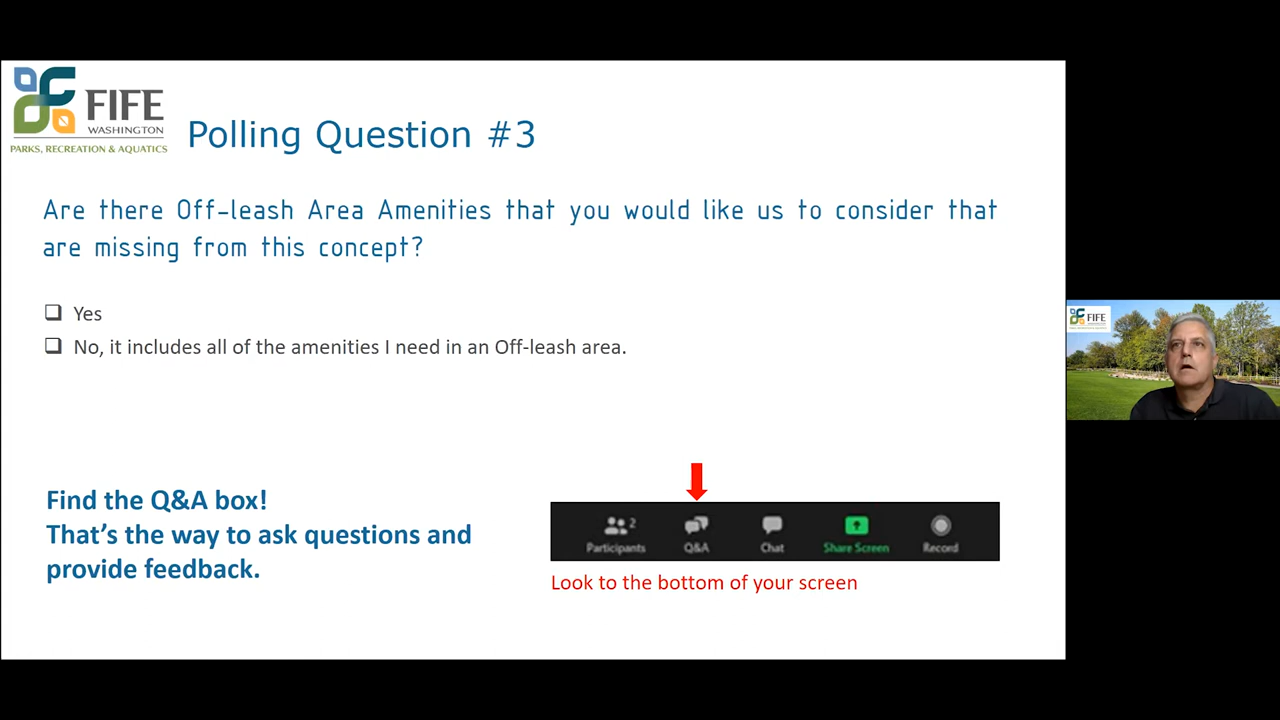 FIFE
WASHINGTON
PARKS, RECREATION & AQUATICS
Polling Question #3
Are there Off-leash Area Amenities that you would like us to consider that
are missing from this concept?
Yes
No, it includes all of the amenities I need in an Off-leash area.
Find the Q&A box!
That's the way to ask questions and
provide feedback.
2
Participants
Q&A
Chat
Share Screen
Record
Look to the bottom of your screen
FIFE